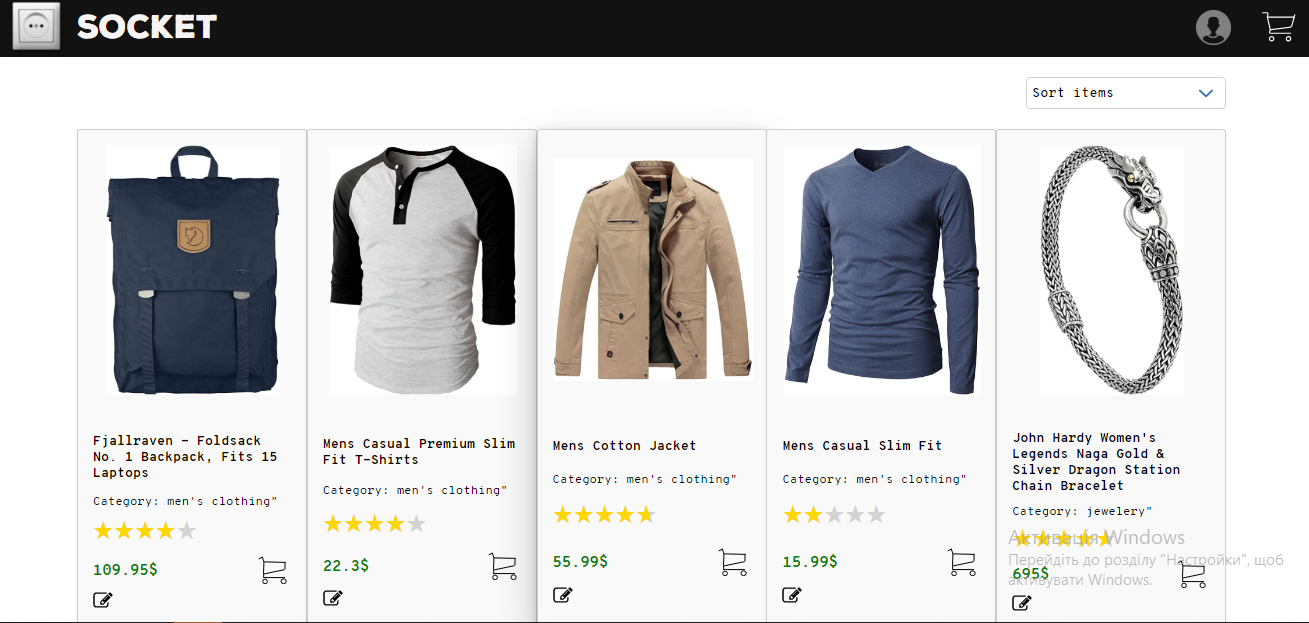 SOCKET
Sort items
Fjallraven - Foldsack
No. 1 Backpack, Fits 15
Laptops
Category: men's clothing"
109.95$
Mens Casual Premium Slim
Fit T-Shirts
Category: men's clothing"
22.3$
Mens Cotton Jacket
Category: men's clothing"
55.99$
Mens Casual Slim Fit
Category: men's clothing"
15.99$
John Hardy Women's
Legends Naga Gold &
Silver Dragon Station
Chain Bracelet
Category: jewelery"
695$
Активація Windows
Перейдіть до розділу "Настройки", щоб
активувати Windows.